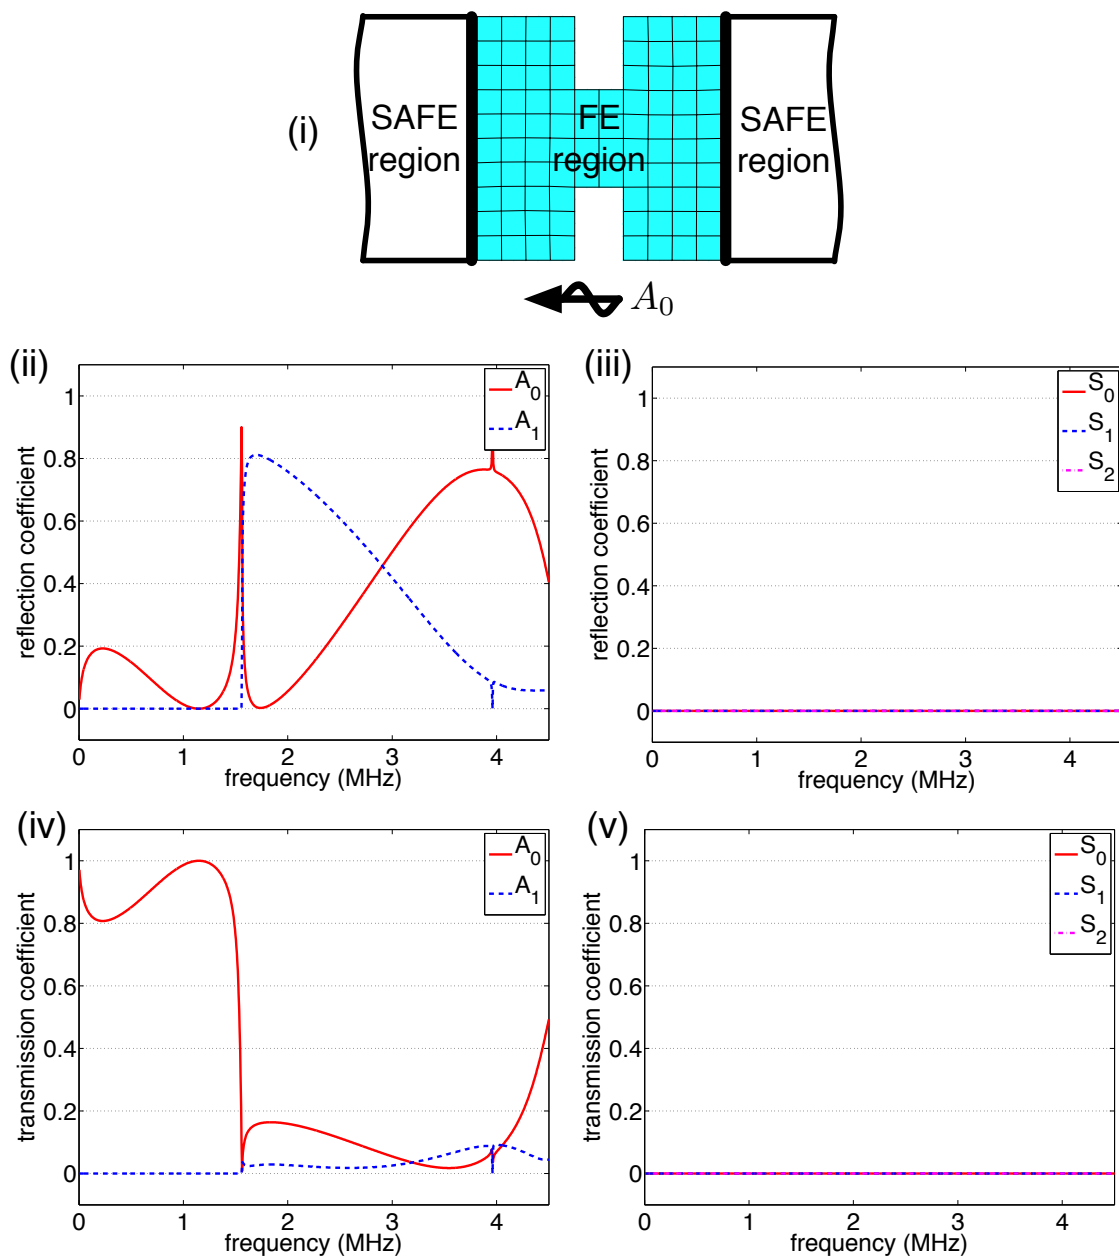 (i)
SAFE
region
FE
region
SAFE
region
A0
(ii)
reflection coefficient
1
0.8
0.6
0.4
0.2
0
0 1 2 3 4
frequency (MHz)
A0
A1
(iii)
reflection coefficient
1
0.8
0.6
0.4
0.2
0
0 1 2 3 4
frequency (MHz)
S0
S1
S2
(iv)
transmission coefficient
1
0.8
0.6
0.4
0.2
0
0 1 2 3 4
frequency (MHz)
A0
A1
(v)
transmission coefficient
1
0.8
0.6
0.4
0.2
0
0 1 2 3 4
frequency (MHz)
S0
S1
S2